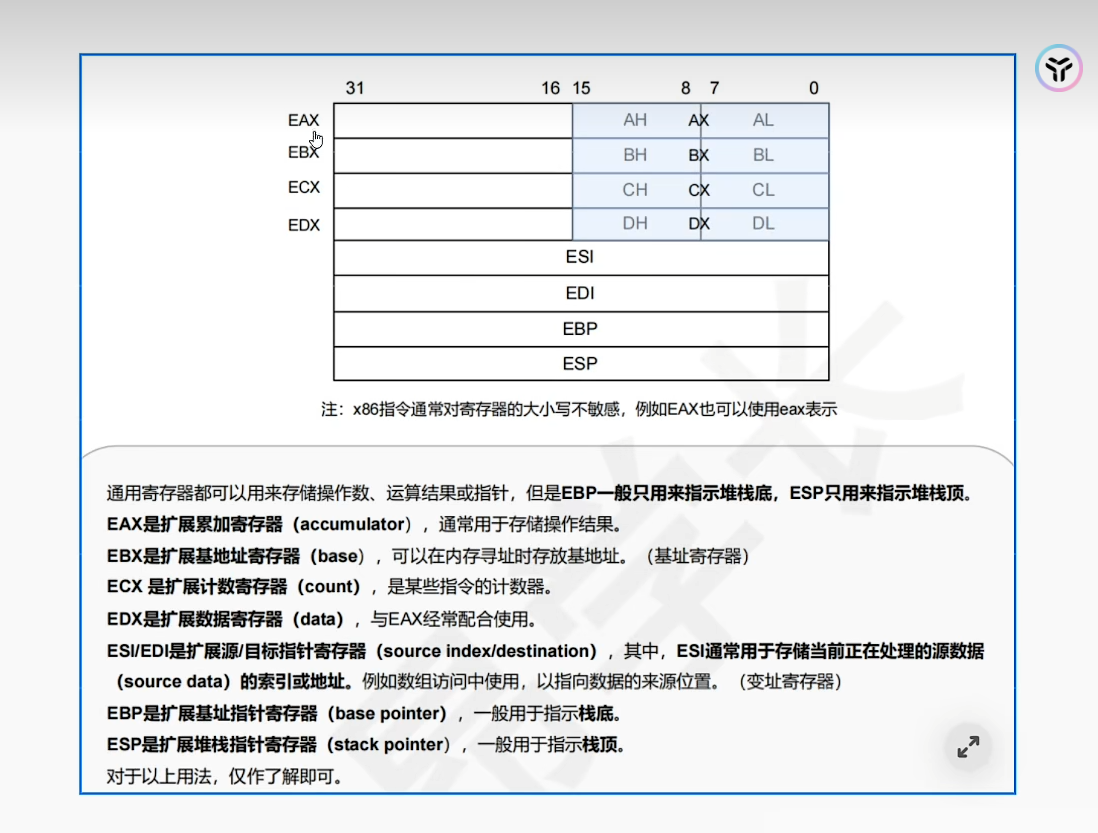 31 16 15 8 7 0
EAX AH AX AL
EBX BH BX BL
ECX CH CX CL
EDX DH DX DL
ESI
EDI
EBP
ESP
注：x86指令通常对寄存器的大小写不敏感，例如EAX也可以使用eax表示
通用寄存器都可以用来存储操作数、运算结果或指针，但是EBP一般只用来指示堆栈底，ESP只用来指示堆栈顶。
EAX是扩展累加寄存器（accumulator），通常用于存储操作结果。
EBX是扩展基地址寄存器（base），可以在内存寻址时存放基地址。（基址寄存器）
ECX 是扩展计数寄存器（count），是某些指令的计数器。
EDX是扩展数据寄存器（data），与EAX经常配合使用。
ESI/EDI是扩展源/目标指针寄存器（source index/destination），其中，ESI通常用于存储当前正在处理的源数据
（source data）的索引或地址。例如数组访问中使用，以指向数据的来源位置。（变址寄存器）
EBP是扩展基址指针寄存器（base pointer），一般用于指示栈底。
ESP是扩展堆栈指针寄存器（stack pointer），一般用于指示栈顶。
对于以上用法，仅作了解即可。